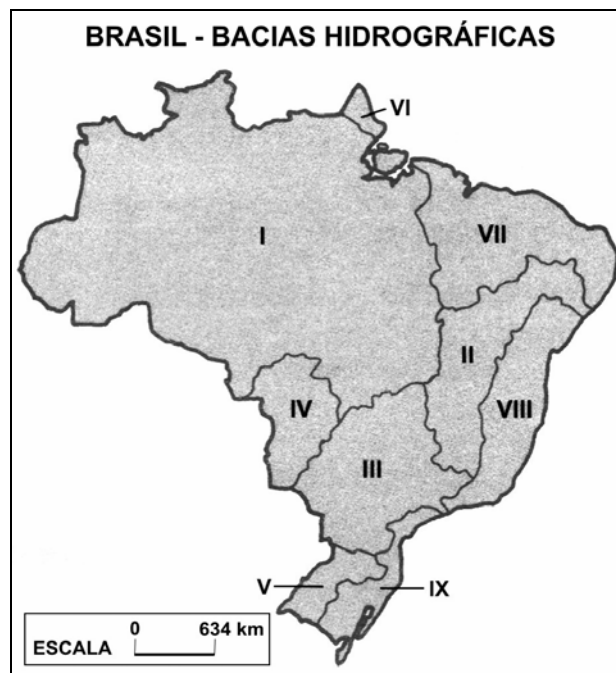 BRASIL - BACIAS HIDROGRÁFICAS
VI
I
VII
II
IV
VIII
III
V
IX
0 634 km
ESCALA